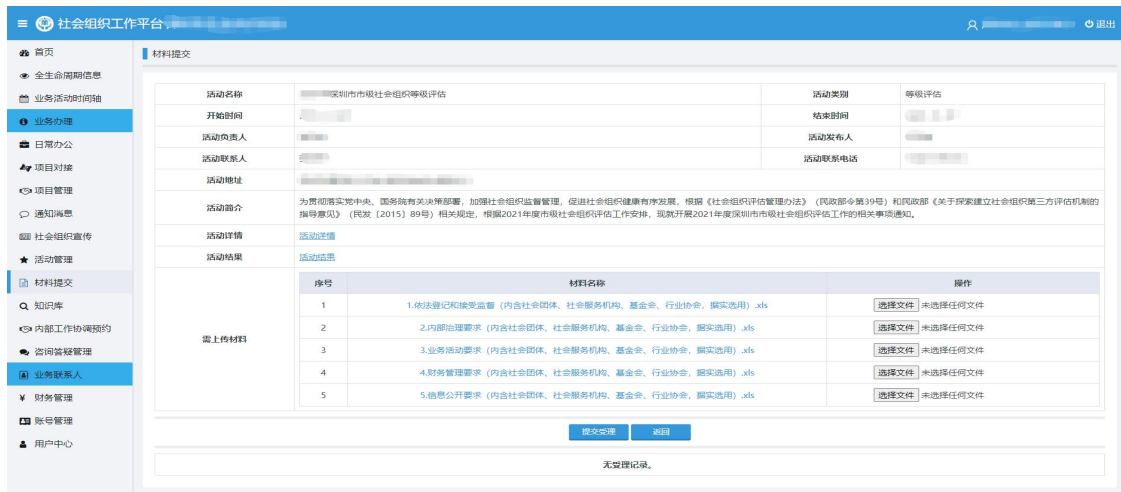 社会组织工作平台
退出
首页
全生命周期信息
业务活动时间轴
业务办理
日常办公
项目对接
项目管理
通知消息
社会组织宣传
活动管理
材料提交
知识库
内部工作协调预约
咨询答疑管理
业务联系人
财务管理
账号管理
用户中心
材料提交
活动名称 深圳市市级社会组织等级评估 活动类别 等级评估
开始时间 结束时间
活动负责人 活动发布人
活动联系人 活动联系电话
活动地址
活动简介 为贯彻落实党中央、国务院有关决策部署，加强社会组织监督管理，促进社会组织健康有序发展，根据《社会组织评估管理办法》（民政部令第39号）和民政部《关于探索建立社会组织第三方评估机制的
指导意见》（民发〔2015〕89号）相关规定，根据2021年度市级社会组织评估工作安排，现就开展2021年度深圳市市级社会组织评估工作的相关事项通知。
活动详情 活动详情
活动结果 活动结果
需上传材料
序号 材料名称 操作
1 1.依法登记和接受监督（内含社会团体、社会服务机构、基金会、行业协会，据实选用）.xls 选择文件 未选择任何文件
2 2.内部治理要求（内含社会团体、社会服务机构、基金会、行业协会，据实选用）.xls 选择文件 未选择任何文件
3 3.业务活动要求（内含社会团体、社会服务机构、基金会、行业协会，据实选用）.xls 选择文件 未选择任何文件
4 4.财务管理要求（内含社会团体、社会服务机构、基金会、行业协会，据实选用）.xls 选择文件 未选择任何文件
5 5.信息公开要求（内含社会团体、社会服务机构、基金会、行业协会，据实选用）.xls 选择文件 未选择任何文件
提交受理 返回
无受理记录。